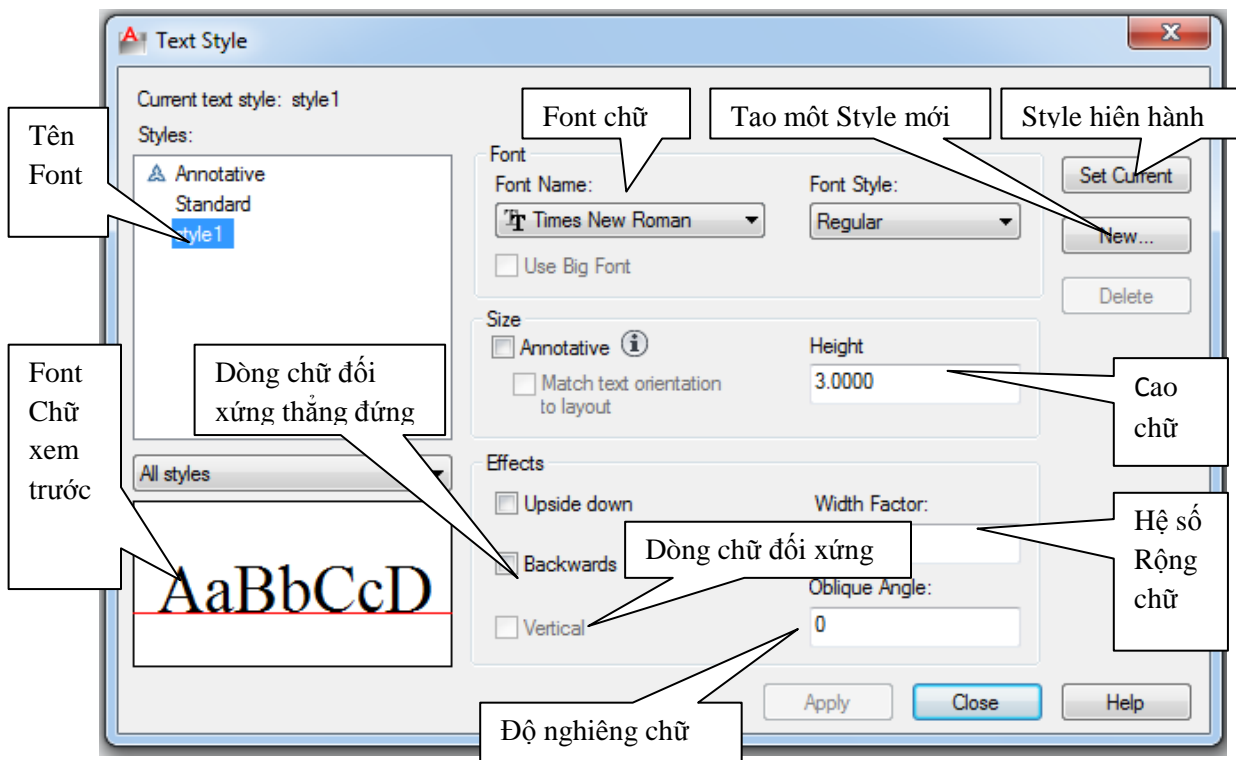 Text Style
Current text style: style1
Styles:
Tên
Font
Font chữ
Tao môt Style mới
Style hiên hành
Annotative
Standard
style1
Font
Font Name:
Font Style:
Times New Roman
Regular
Use Big Font
Set Current
New...
Delete
Size
Annotative
Match text orientation
to layout
Height
3.0000
Cao
chữ
Font
Chữ
xem
trước
Dòng chữ đối
xứng thẳng đứng
All styles
AaBbCcD
Effects
Upside down
Backwards
Vertical
Width Factor:
Dòng chữ đối xứng
Oblique Angle:
0
Hệ số
Rộng
chữ
Độ nghiêng chữ
Apply
Close
Help